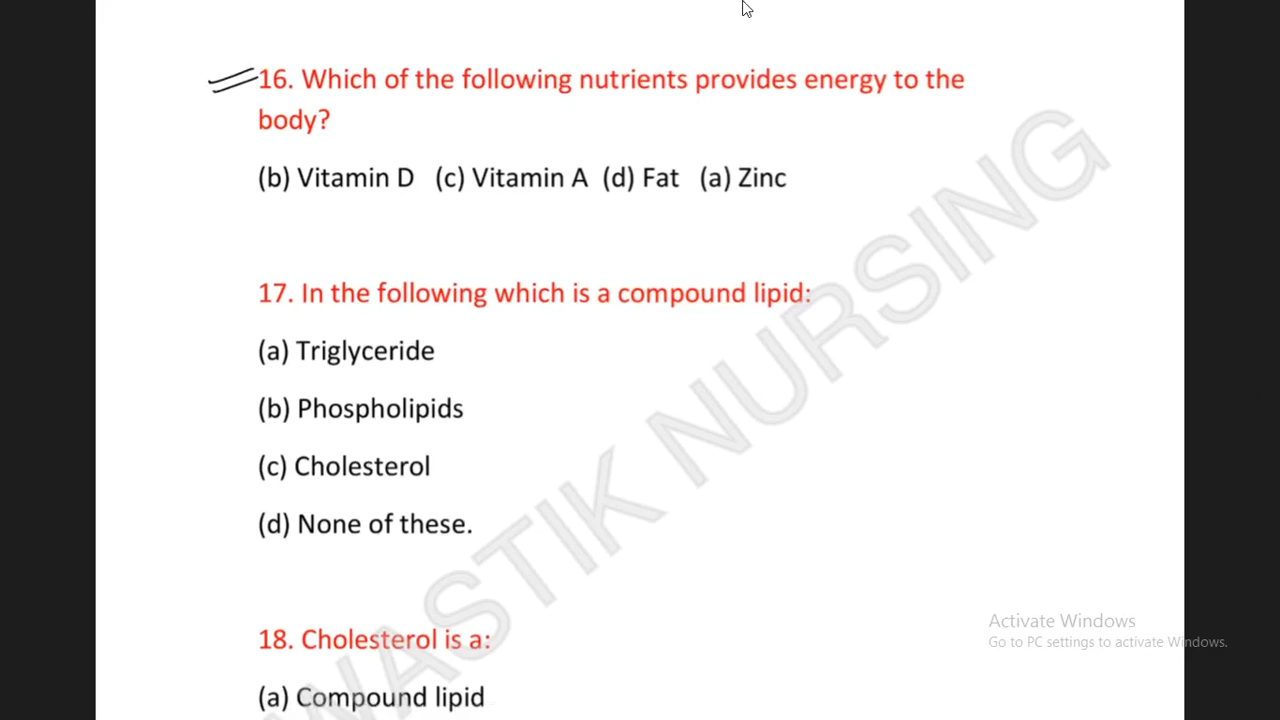 16. Which of the following nutrients provides energy to the
body?
(b) Vitamin D (c) Vitamin A (d) Fat (a) Zinc
17. In the following which is a compound lipid:
(a) Triglyceride
(b) Phospholipids
(c) Cholesterol
(d) None of these.
18. Cholesterol is a:
(a) Compound lipid
WASTIK NURSING
Activate Windows
Go to PC settings to activate Windows.